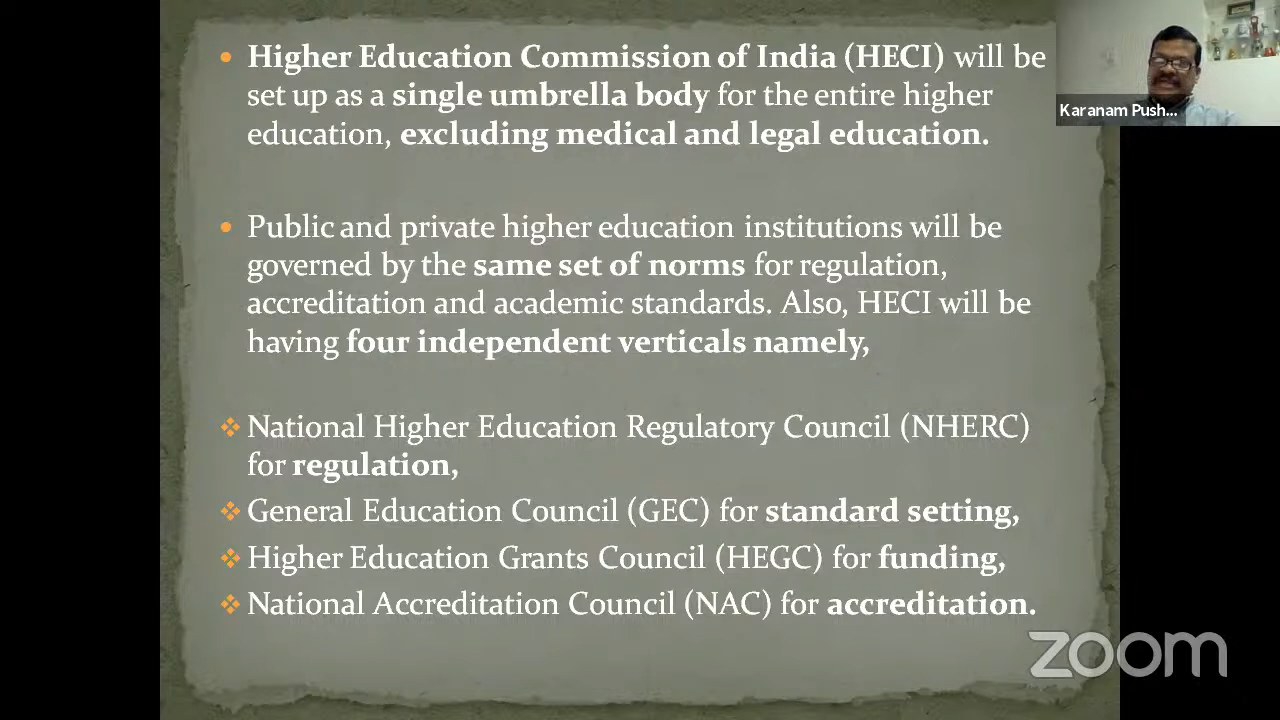 Higher Education Commission of India (HECI) will be
set up as a single umbrella body for the entire higher
education, excluding medical and legal education.
Public and private higher education institutions will be
governed by the same set of norms for regulation,
accreditation and academic standards. Also, HECI will be
having four independent verticals namely,
National Higher Education Regulatory Council (NHERC)
for regulation,
General Education Council (GEC) for standard setting,
Higher Education Grants Council (HEGC) for funding,
National Accreditation Council (NAC) for accreditation.
Karanam Push...
zoom